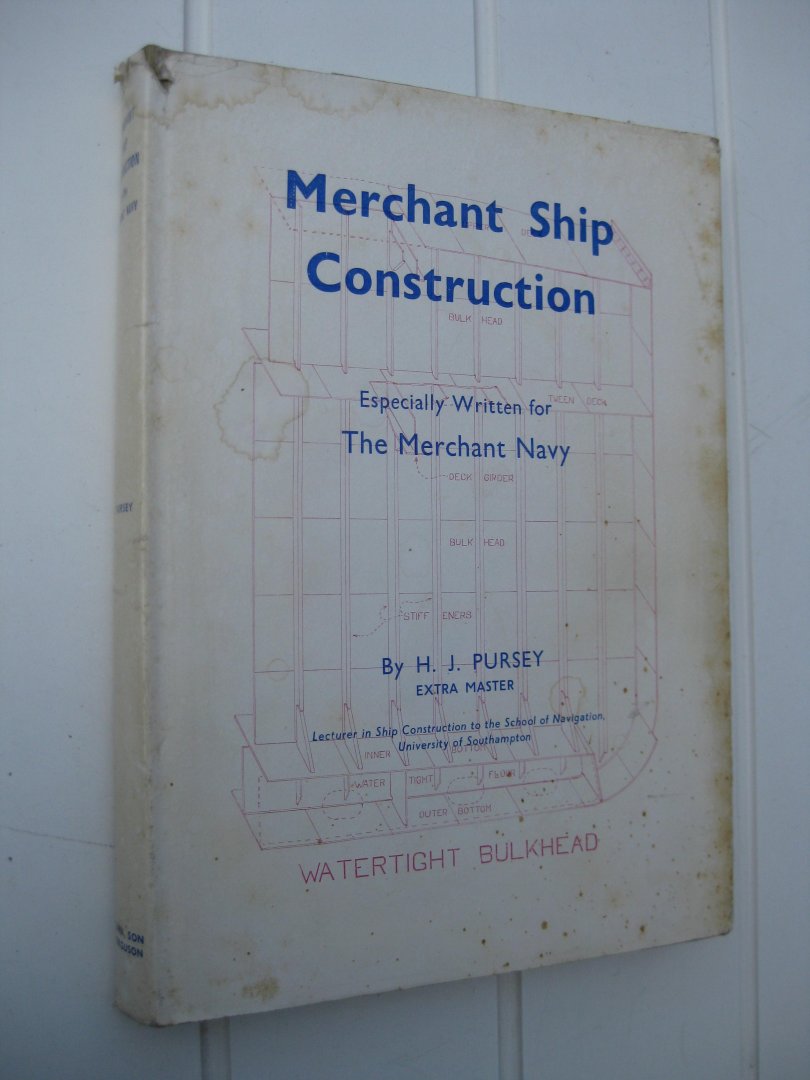 Merchant Ship
Construction
Especially Written for
The Merchant Navy
By H. J. PURSEY
EXTRA MASTER
Lecturer in Ship Construction to the School of Navigation,
University of Southampton
BULK HEAD
TWEEN DECK
DECK GIRDER
BULK HEAD
STIFF ENERS
INNER BOTTOM
WATER TIGHT FLOOR
OUTER BOTTOM
WATERTIGHT BULKHEAD
NAVY
SON